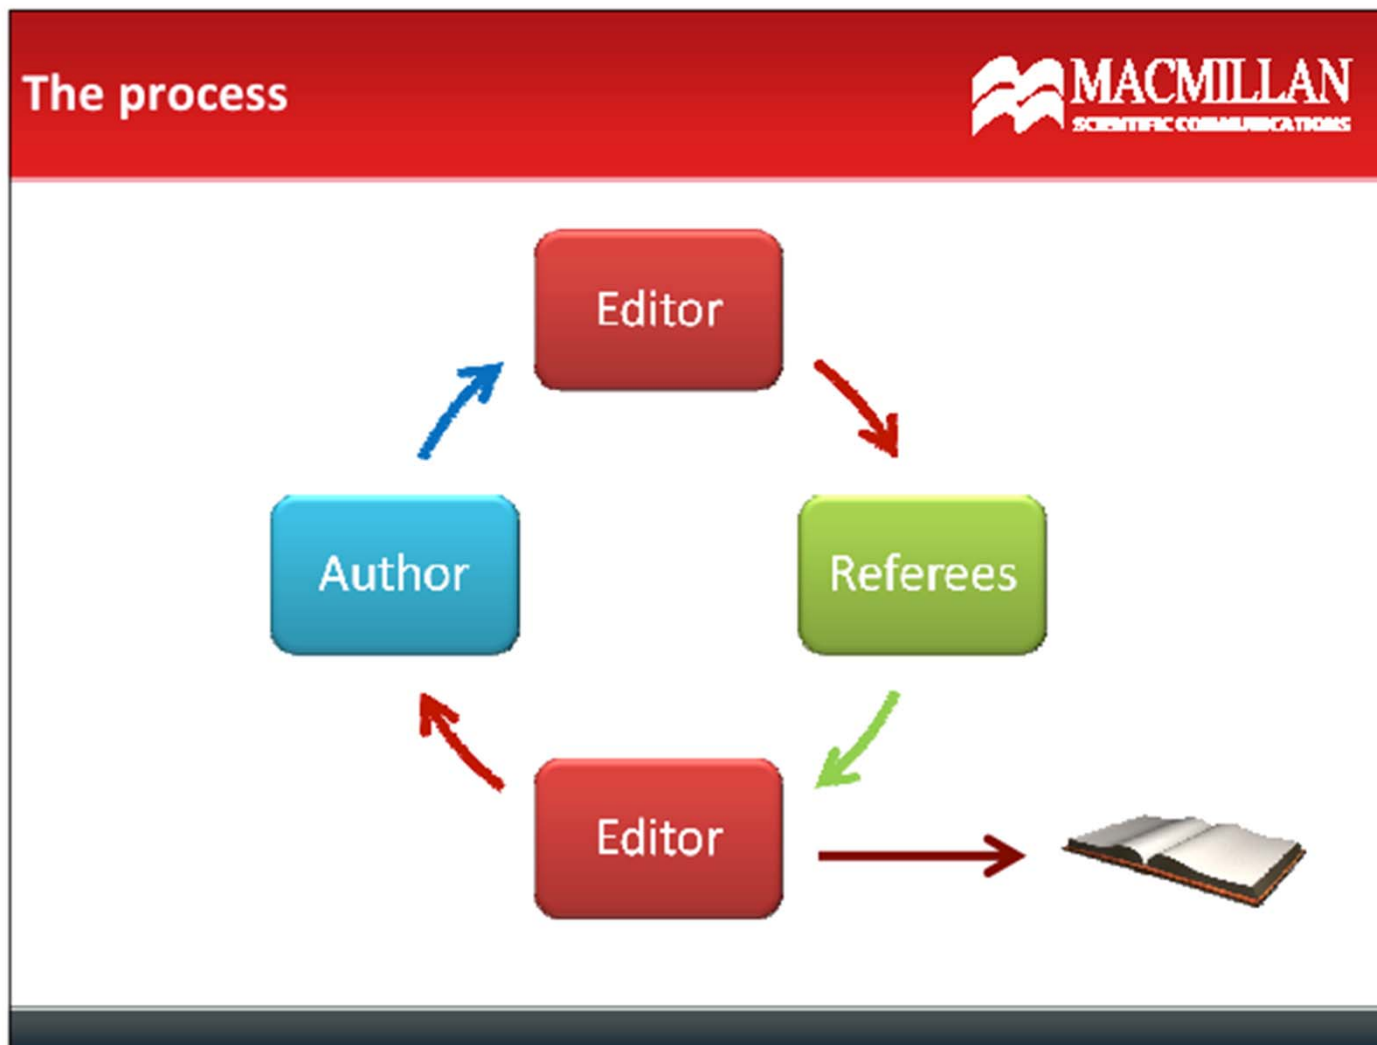 The process
MACMILLAN
SCIENTIFIC COMMUNICATIONS
Editor
Author
Referees
Editor